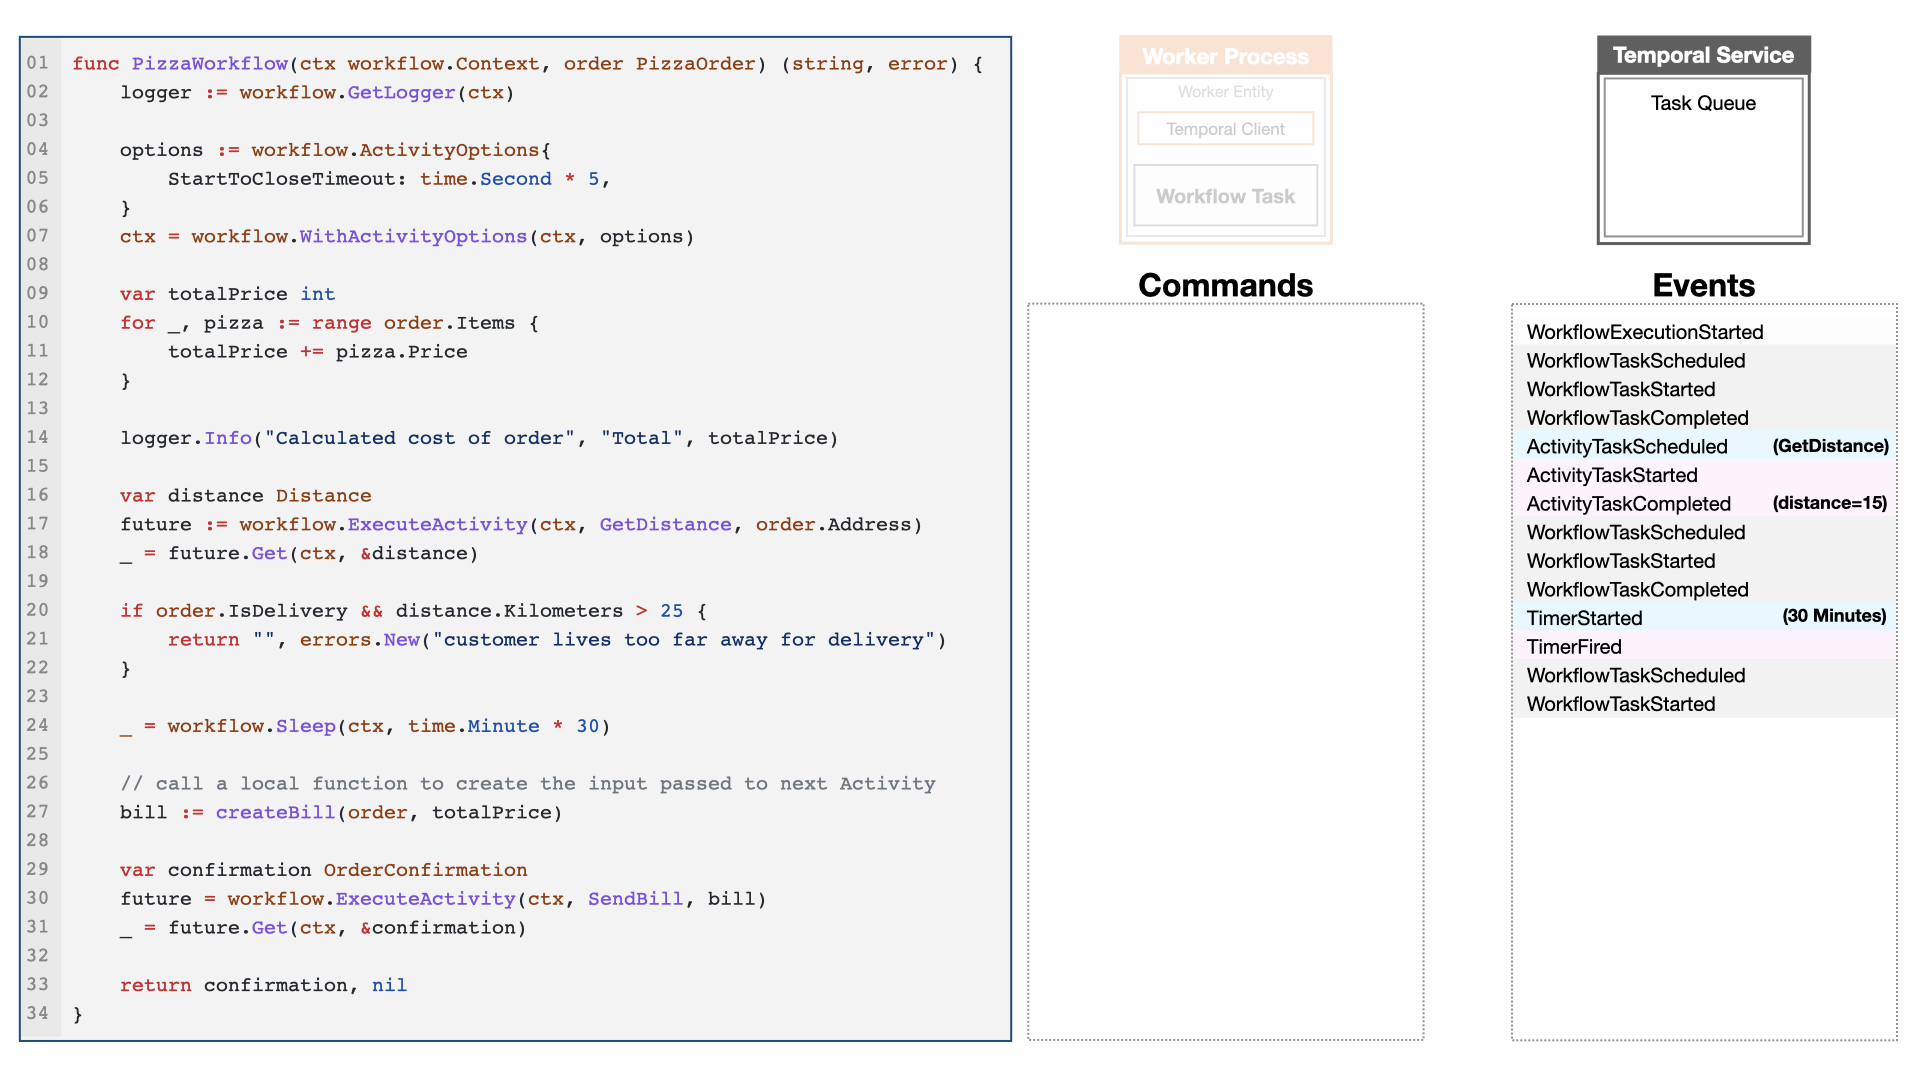 01 func PizzaWorkflow(ctx workflow.Context, order PizzaOrder) (string, error) {
02     logger := workflow.GetLogger(ctx)
03
04     options := workflow.ActivityOptions{
05         StartToCloseTimeout: time.Second * 5,
06     }
07     ctx = workflow.WithActivityOptions(ctx, options)
08
09     var totalPrice int
10     for _, pizza := range order.Items {
11         totalPrice += pizza.Price
12     }
13
14     logger.Info("Calculated cost of order", "Total", totalPrice)
15
16     var distance Distance
17     future := workflow.ExecuteActivity(ctx, GetDistance, order.Address)
18     _ = future.Get(ctx, &distance)
19
20     if order.IsDelivery && distance.Kilometers > 25 {
21         return "", errors.New("customer lives too far away for delivery")
22     }
23
24     _ = workflow.Sleep(ctx, time.Minute * 30)
25
26     // call a local function to create the input passed to next Activity
27     bill := createBill(order, totalPrice)
28
29     var confirmation OrderConfirmation
30     future = workflow.ExecuteActivity(ctx, SendBill, bill)
31     _ = future.Get(ctx, &confirmation)
32
33     return confirmation, nil
34 }
Worker Process
Worker Entity
Temporal Client
Workflow Task
Commands
Temporal Service
Task Queue
Events
WorkflowExecutionStarted
WorkflowTaskScheduled
WorkflowTaskStarted
WorkflowTaskCompleted
ActivityTaskScheduled (GetDistance)
ActivityTaskStarted
ActivityTaskCompleted (distance=15)
WorkflowTaskScheduled
WorkflowTaskStarted
WorkflowTaskCompleted
TimerStarted (30 Minutes)
TimerFired
WorkflowTaskScheduled
WorkflowTaskStarted